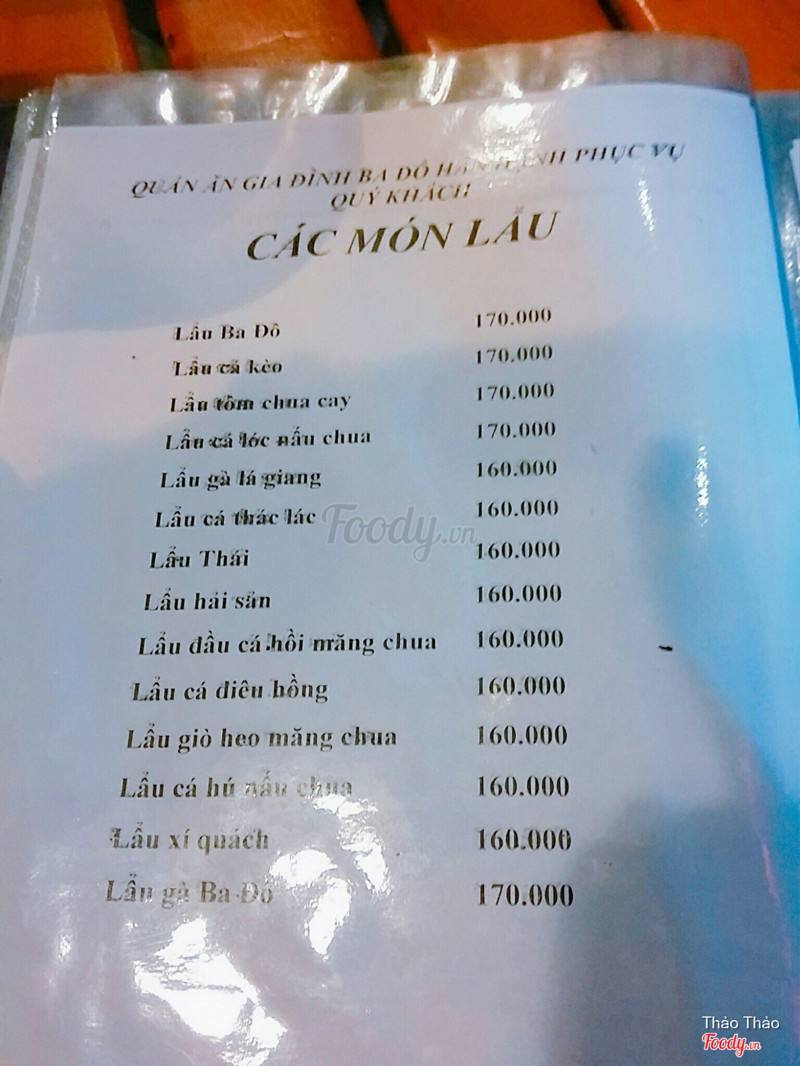 QUÁN ĂN GIA ĐÌNH BA ĐÔ HÂN HẠNH PHỤC VỤ
QUÝ KHÁCH
CÁC MÓN LẨU
Lẩu Ba Đô 170.000
Lẩu cá kèo 170.000
Lẩu tôm chua cay 170.000
Lẩu cá lóc nấu chua 170.000
Lẩu gà lá giang 160.000
Lẩu cá thác lác 160.000
Lẩu Thái 160.000
Lẩu hải sản 160.000
Lẩu đầu cá hồi măng chua 160.000
Lẩu cá diêu hồng 160.000
Lẩu giò heo măng chua 160.000
Lẩu cá hú nấu chua 160.000
Lẩu xí quách 160.000
Lẩu gà Ba Đô 170.000
Foody.vn
Thảo Thảo
Foody.vn